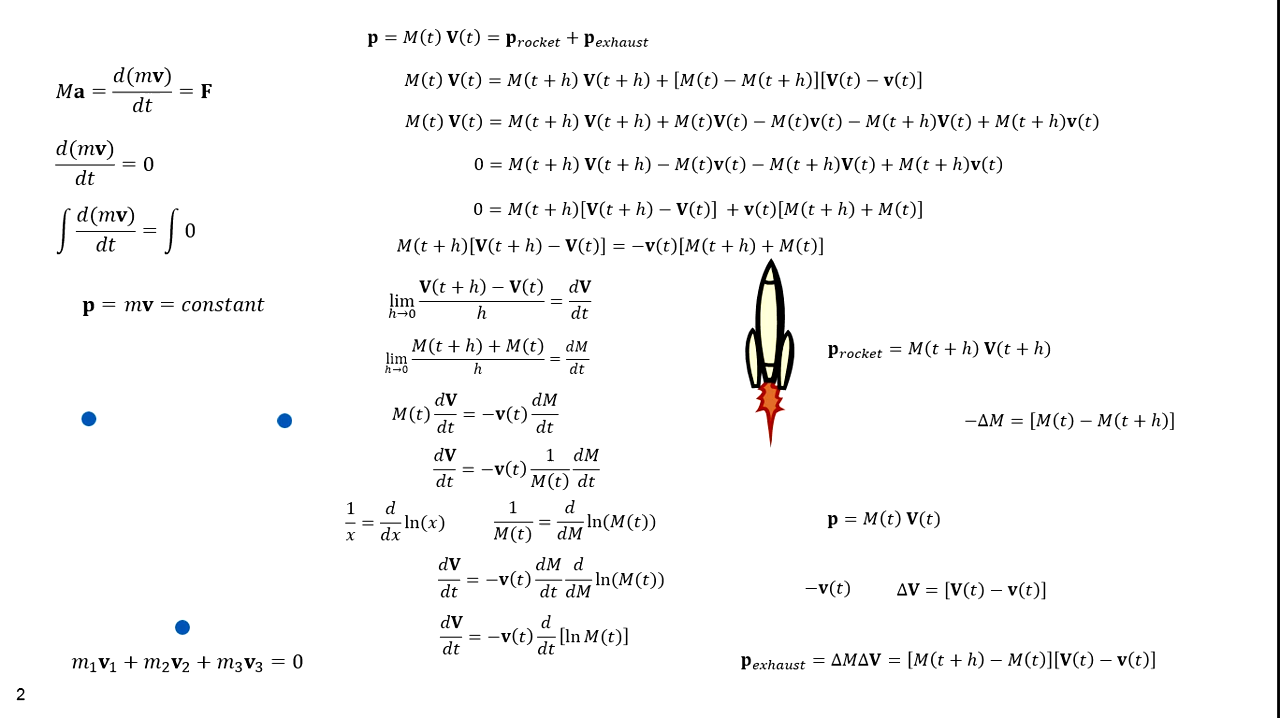 𝐩 = M(t) 𝐕(t) = 𝐩_rocket + 𝐩_exhaust
M𝐚 = d(m𝐯)/dt = 𝐅
d(m𝐯)/dt = 0
∫ d(m𝐯)/dt = ∫ 0
𝐩 = m𝐯 = constant
m₁𝐯₁ + m₂𝐯₂ + m₃𝐯₃ = 0
M(t) 𝐕(t) = M(t + h) 𝐕(t + h) + [M(t) − M(t + h)][𝐕(t) − 𝐯(t)]
M(t) 𝐕(t) = M(t + h) 𝐕(t + h) + M(t)𝐕(t) − M(t)𝐯(t) − M(t + h)𝐕(t) + M(t + h)𝐯(t)
0 = M(t + h) 𝐕(t + h) − M(t)𝐯(t) − M(t + h)𝐕(t) + M(t + h)𝐯(t)
0 = M(t + h)[𝐕(t + h) − 𝐕(t)] + 𝐯(t)[M(t + h) + M(t)]
M(t + h)[𝐕(t + h) − 𝐕(t)] = −𝐯(t)[M(t + h) + M(t)]
lim h→0 (𝐕(t + h) − 𝐕(t))/h = d𝐕/dt
lim h→0 (M(t + h) + M(t))/h = dM/dt
M(t) d𝐕/dt = −𝐯(t) dM/dt
d𝐕/dt = −𝐯(t) 1/M(t) dM/dt
1/x = d/dx ln(x) 1/M(t) = d/dM ln(M(t))
d𝐕/dt = −𝐯(t) dM/dt d/dM ln(M(t))
d𝐕/dt = −𝐯(t) d/dt [ln M(t)]
𝐩_rocket = M(t + h) 𝐕(t + h)
−ΔM = [M(t) − M(t + h)]
𝐩 = M(t) 𝐕(t)
−𝐯(t) Δ𝐕 = [𝐕(t) − 𝐯(t)]
𝐩_exhaust = ΔMΔ𝐕 = [M(t + h) − M(t)][𝐕(t) − 𝐯(t)]
2